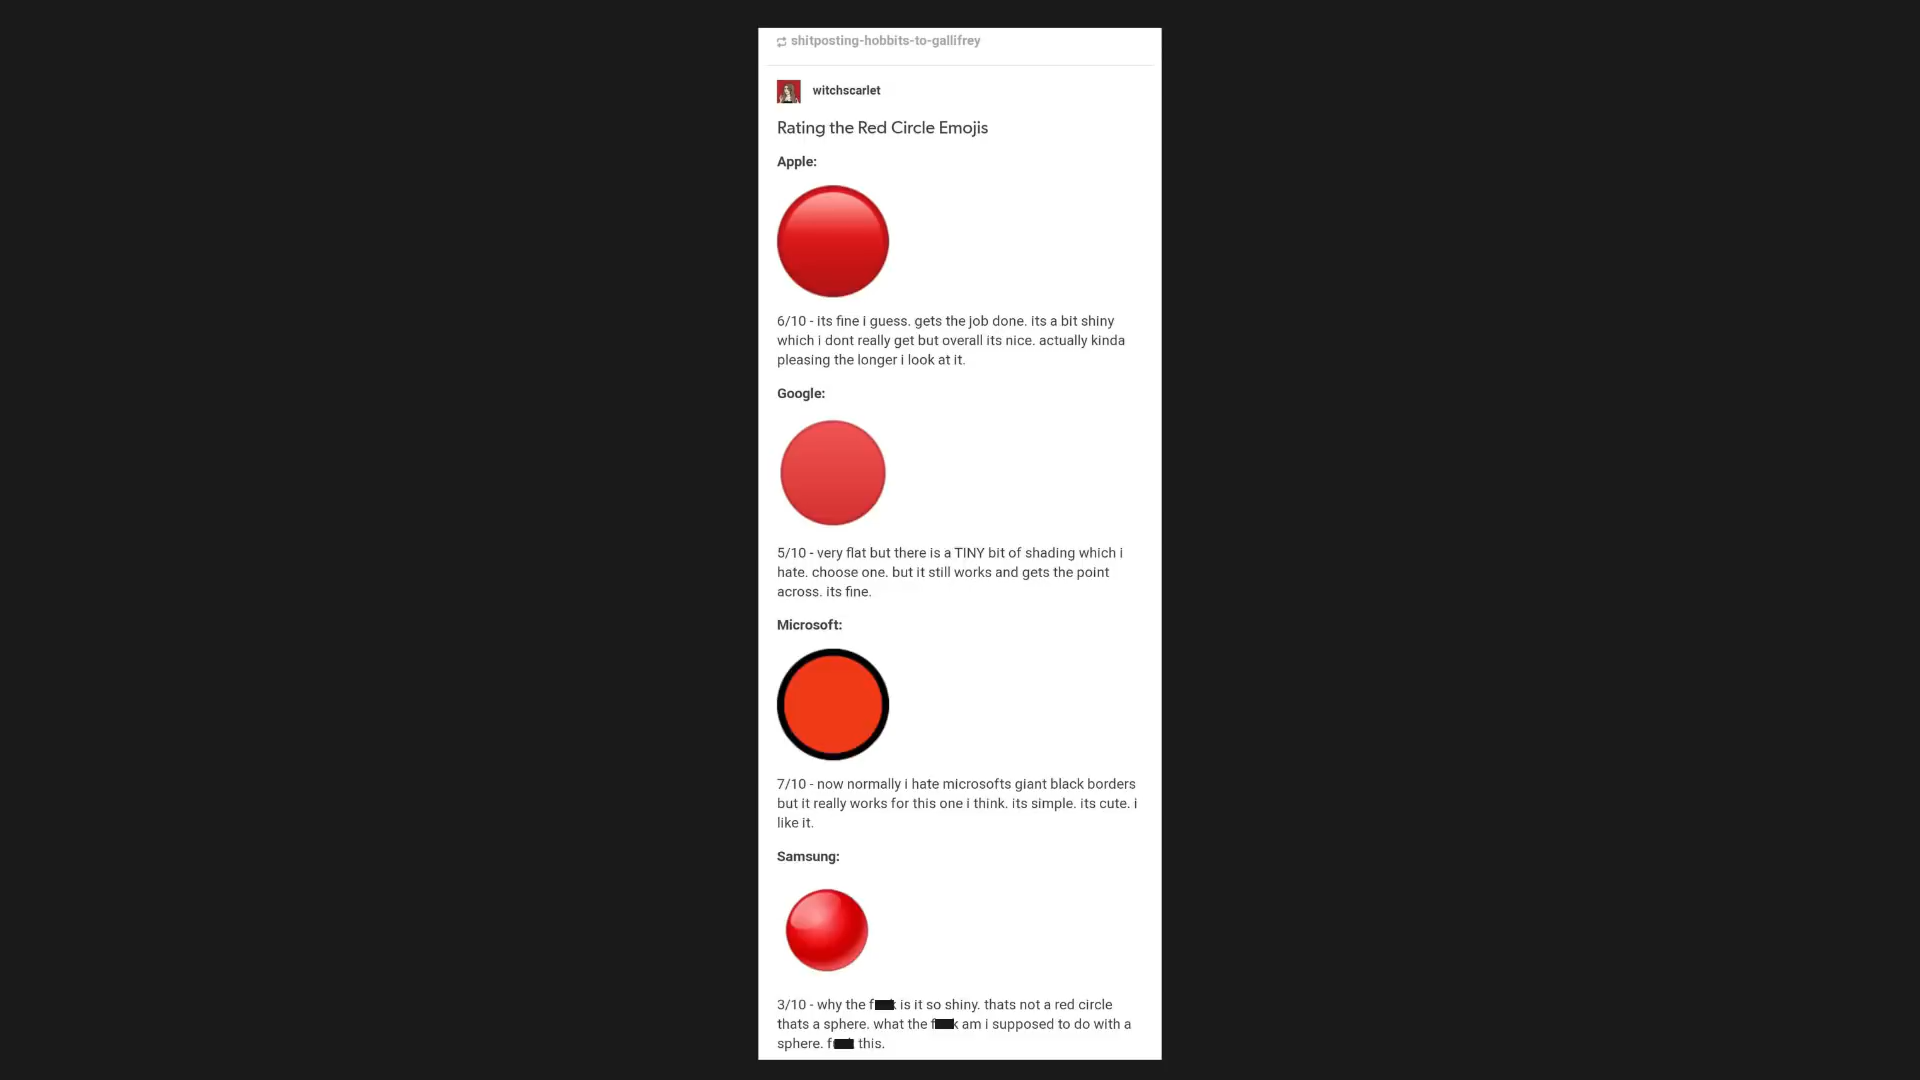 shitposting-hobbits-to-gallifrey
witchscarlet
Rating the Red Circle Emojis
Apple:
6/10 - its fine i guess. gets the job done. its a bit shiny
which i dont really get but overall its nice. actually kinda
pleasing the longer i look at it.
Google:
5/10 - very flat but there is a TINY bit of shading which i
hate. choose one. but it still works and gets the point
across. its fine.
Microsoft:
7/10 - now normally i hate microsofts giant black borders
but it really works for this one i think. its simple. its cute. i
like it.
Samsung:
3/10 - why the is it so shiny. thats not a red circle
thats a sphere. what the am i supposed to do with a
sphere. this.